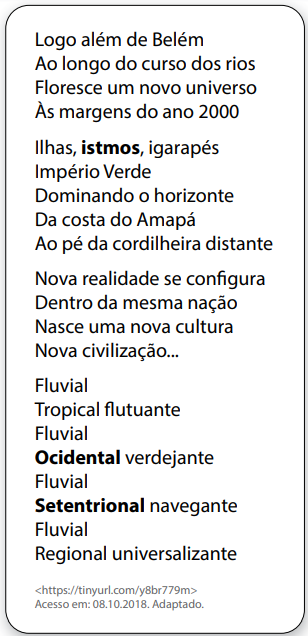 Logo além de Belém
Ao longo do curso dos rios
Floresce um novo universo
Às margens do ano 2000
Ilhas, istmos, igarapés
Império Verde
Dominando o horizonte
Da costa do Amapá
Ao pé da cordilheira distante
Nova realidade se configura
Dentro da mesma nação
Nasce uma nova cultura
Nova civilização...
Fluvial
Tropical flutuante
Fluvial
Ocidental verdejante
Fluvial
Setentrional navegante
Fluvial
Regional universalizante
<https://tinyurl.com/y8br779m>
Acesso em: 08.10.2018. Adaptado.